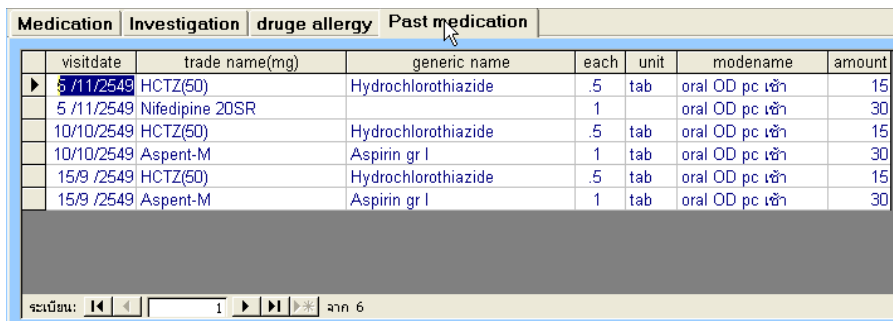 Medication Investigation druge allergy Past medication
visitdate trade name(mg) generic name each unit modename amount
5 /11/2549 HCTZ(50) Hydrochlorothiazide .5 tab oral OD pc เช้า 15
5 /11/2549 Nifedipine 20SR 1 oral OD pc เช้า 30
10/10/2549 HCTZ(50) Hydrochlorothiazide .5 tab oral OD pc เช้า 15
10/10/2549 Aspent-M Aspirin gr I 1 tab oral OD pc เช้า 30
15/9 /2549 HCTZ(50) Hydrochlorothiazide .5 tab oral OD pc เช้า 15
15/9 /2549 Aspent-M Aspirin gr I 1 tab oral OD pc เช้า 30
ระเบียน: 1 จาก 6